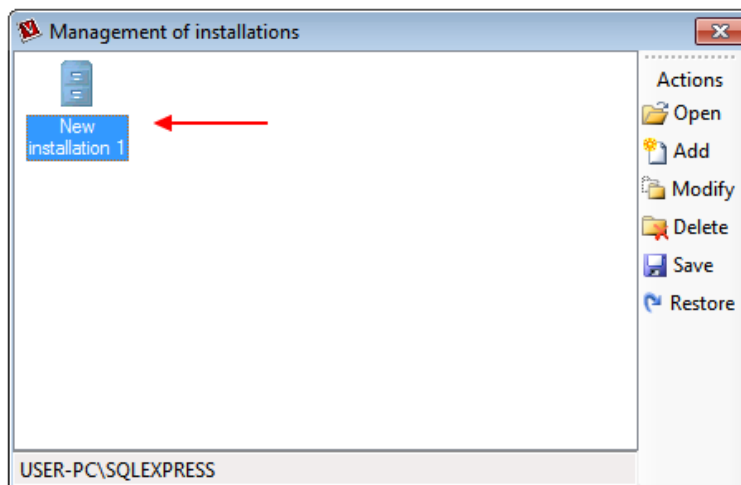 Management of installations
New
installation 1
Actions
Open
Add
Modify
Delete
Save
Restore
USER-PC\SQLEXPRESS